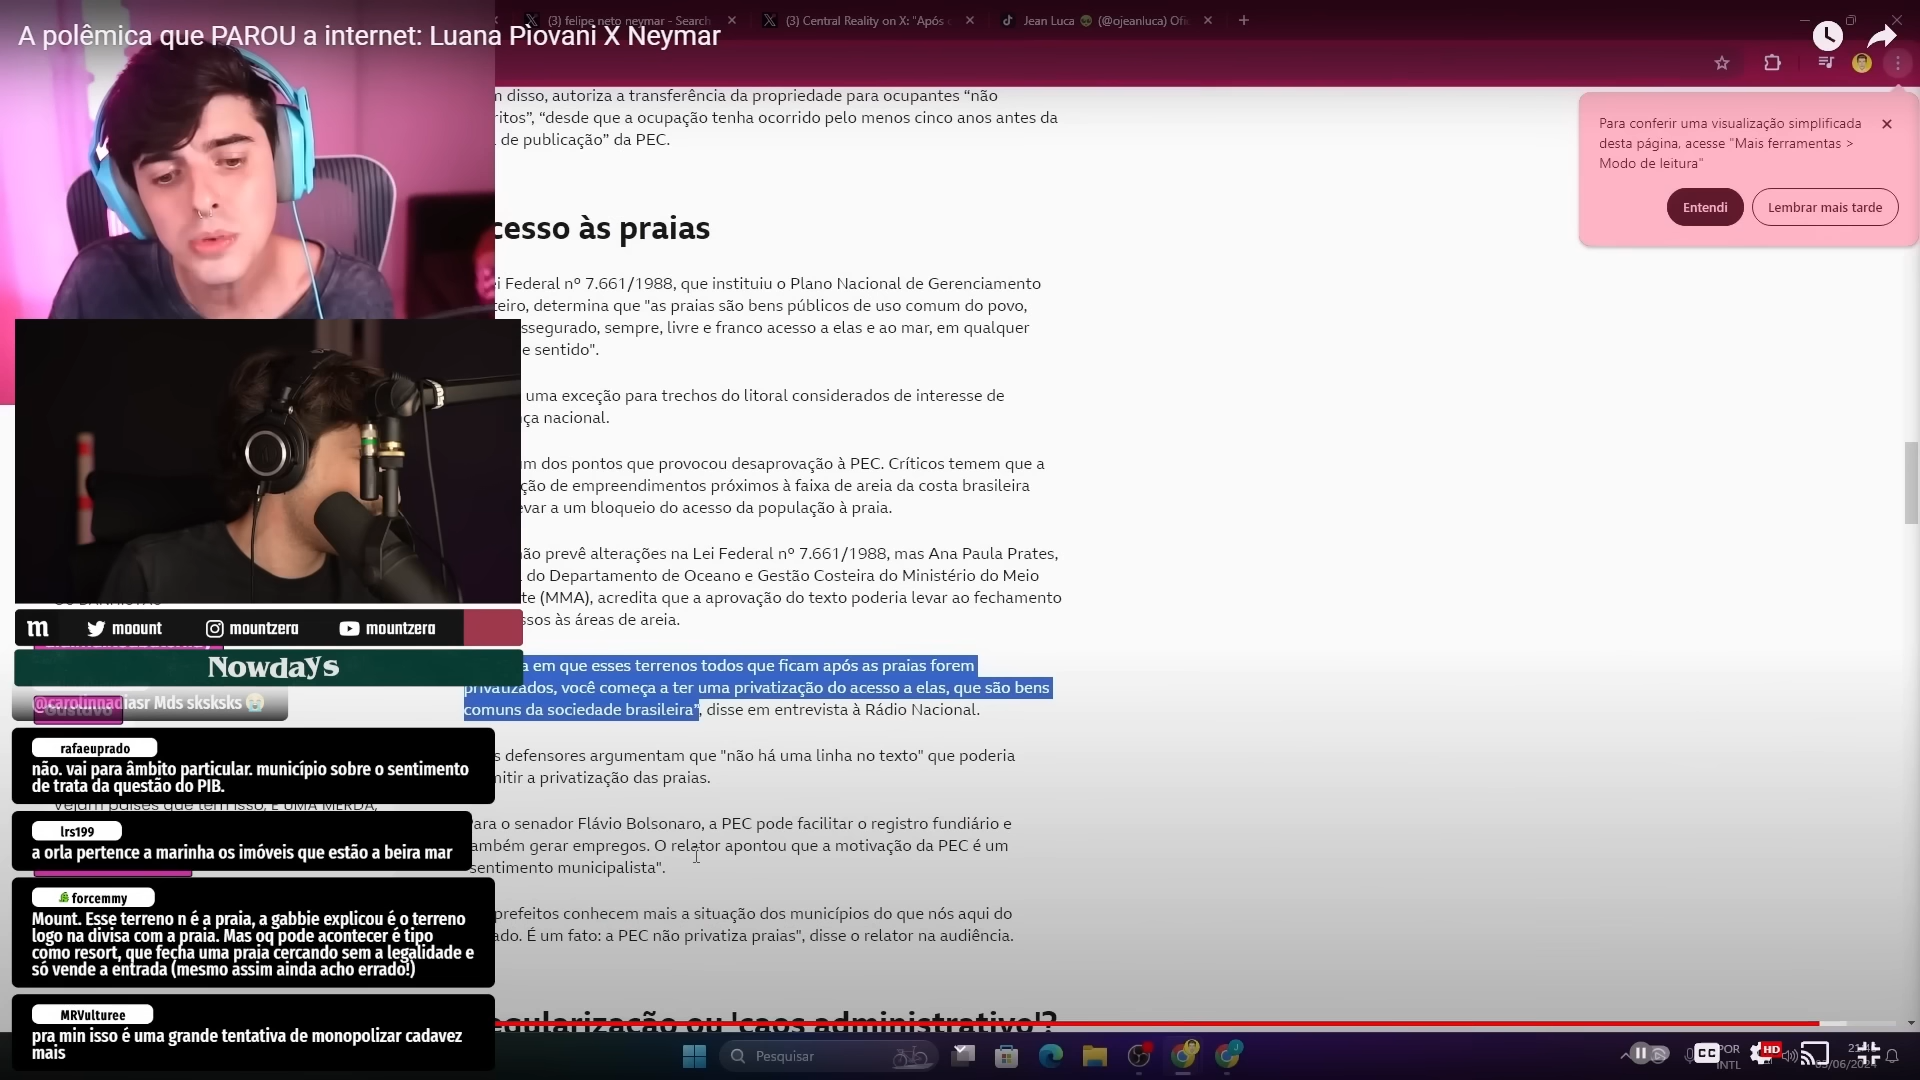 (3) felipe neto neymar - Search
(3) Central Reality on X: "Após
Jean Luca 👽 (@ojeanluca) Ofi
A polêmica que PAROU a internet: Luana Piovani X Neymar
Para conferir uma visualização simplificada
desta página, acesse "Mais ferramentas >
Modo de leitura"
Entendi
Lembrar mais tarde
disso, autoriza a transferência da propriedade para ocupantes “não
“desde que a ocupação tenha ocorrido pelo menos cinco anos antes da
de publicação” da PEC.
cesso às praias
Federal nº 7.661/1988, que instituiu o Plano Nacional de Gerenciamento
determina que "as praias são bens públicos de uso comum do povo,
sempre, livre e franco acesso a elas e ao mar, em qualquer
e sentido".
uma exceção para trechos do litoral considerados de interesse de
nacional.
um dos pontos que provocou desaprovação à PEC. Críticos temem que a
de empreendimentos próximos à faixa de areia da costa brasileira
a um bloqueio do acesso da população à praia.
não prevê alterações na Lei Federal nº 7.661/1988, mas Ana Paula Prates,
do Departamento de Oceano e Gestão Costeira do Ministério do Meio
(MMA), acredita que a aprovação do texto poderia levar ao fechamento
às áreas de areia.
em que esses terrenos todos que ficam após as praias forem
privatizados, você começa a ter uma privatização do acesso a elas, que são bens
comuns da sociedade brasileira”, disse em entrevista à Rádio Nacional.
defensores argumentam que "não há uma linha no texto" que poderia
a privatização das praias.
ara o senador Flávio Bolsonaro, a PEC pode facilitar o registro fundiário e
ambém gerar empregos. O relator apontou que a motivação da PEC é um
sentimento municipalista".
prefeitos conhecem mais a situação dos municípios do que nós aqui do
É um fato: a PEC não privatiza praias", disse o relator na audiência.
egularização ou 'caos administrativo'?
m
moount
mountzera
mountzera
Nowdays
@carolinnadiasr Mds sksksks 😭
Gustavo
rafaeuprado
não. vai para âmbito particular. município sobre o sentimento
de trata da questão do PIB.
Vejam países que tem isso, É UMA MERDA,
lrs199
a orla pertence a marinha os imóveis que estão a beira mar
forcemmy
Mount. Esse terreno n é a praia, a gabbie explicou é o terreno
logo na divisa com a praia. Mas oq pode acontecer é tipo
como resort, que fecha uma praia cercando sem a legalidade e
só vende a entrada (mesmo assim ainda acho errado!)
MRVulturee
pra min isso é uma grande tentativa de monopolizar cadavez
mais
Pesquisar
CC
HD
POR
INTL